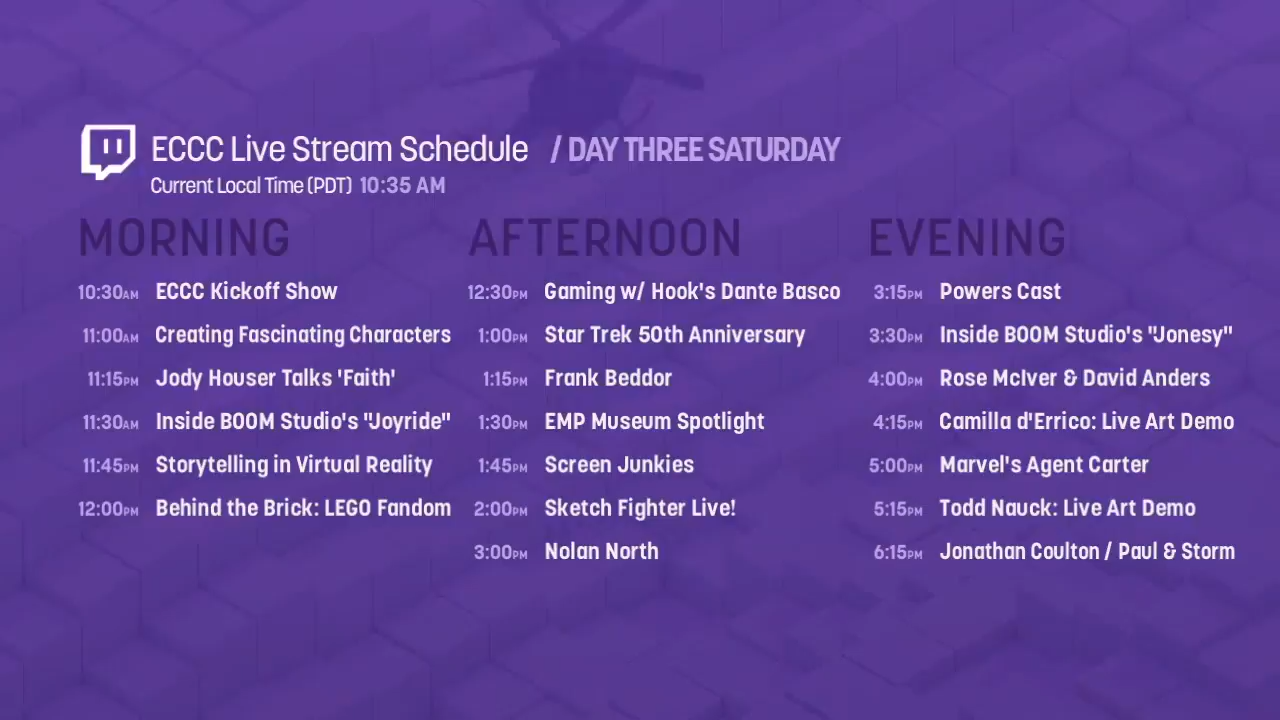 ECCC Live Stream Schedule / DAY THREE SATURDAY
Current Local Time (PDT) 10:35 AM
MORNING
10:30AM ECCC Kickoff Show
11:00AM Creating Fascinating Characters
11:15PM Jody Houser Talks 'Faith'
11:30AM Inside BOOM Studio's "Joyride"
11:45PM Storytelling in Virtual Reality
12:00PM Behind the Brick: LEGO Fandom
AFTERNOON
12:30PM Gaming w/ Hook's Dante Basco
1:00PM Star Trek 50th Anniversary
1:15PM Frank Beddor
1:30PM EMP Museum Spotlight
1:45PM Screen Junkies
2:00PM Sketch Fighter Live!
3:00PM Nolan North
EVENING
3:15PM Powers Cast
3:30PM Inside BOOM Studio's "Jonesy"
4:00PM Rose McIver & David Anders
4:15PM Camilla d'Errico: Live Art Demo
5:00PM Marvel's Agent Carter
5:15PM Todd Nauck: Live Art Demo
6:15PM Jonathan Coulton / Paul & Storm